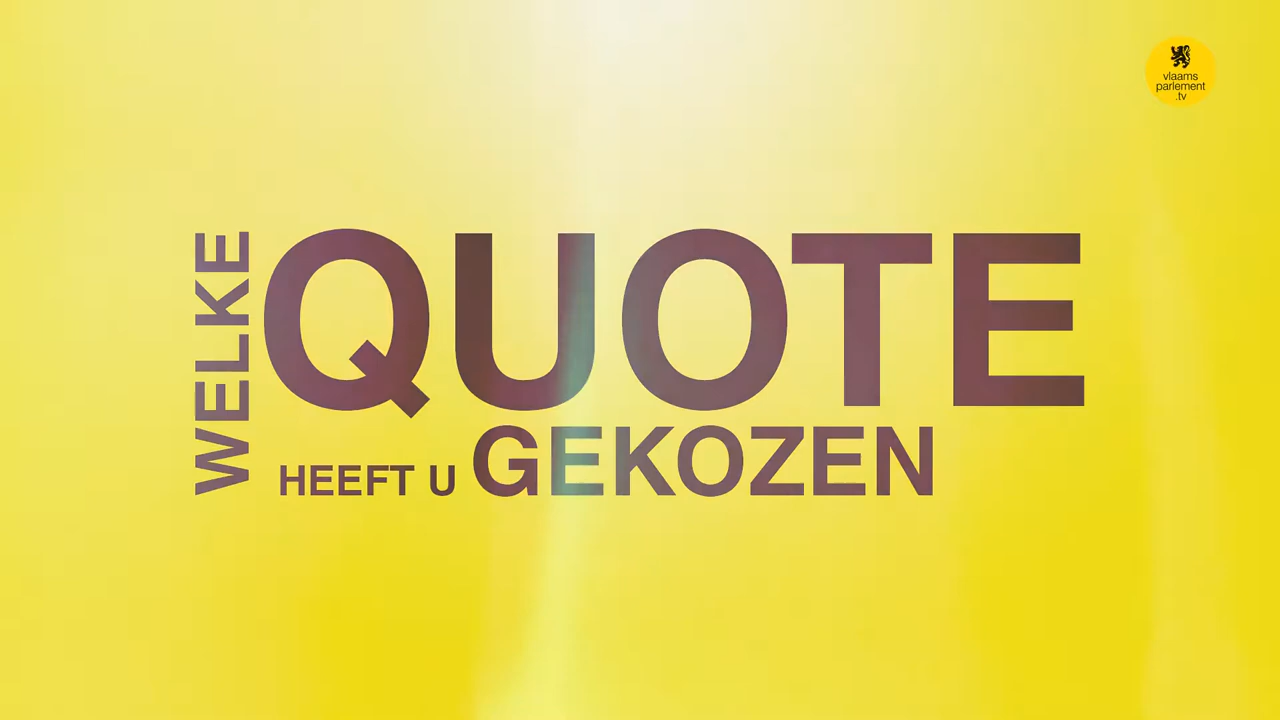 WELKE
QUOTE
HEEFT U GEKOZEN
vlaams
parlement
.tv